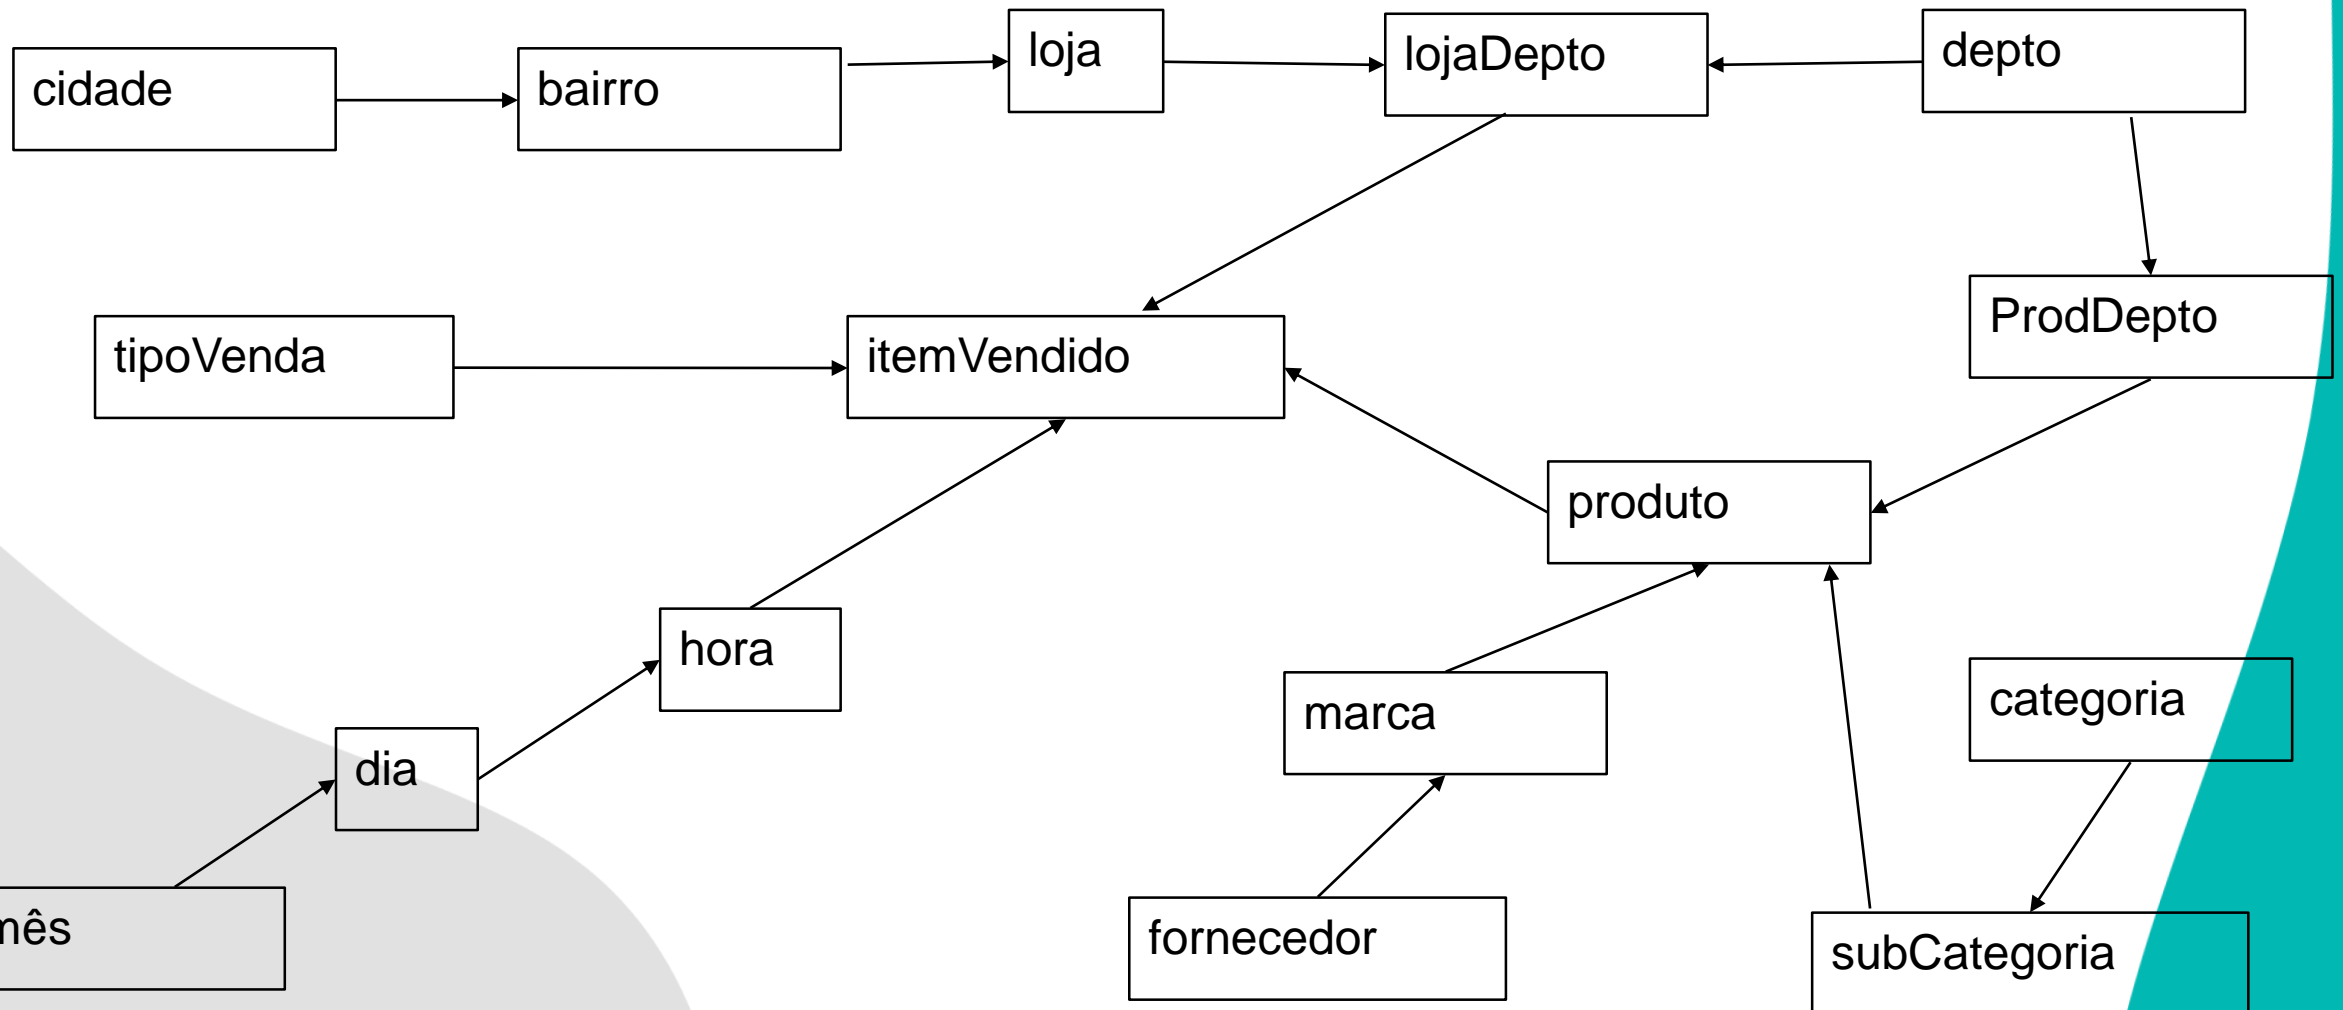 cidade
bairro
loja
lojaDepto
depto
tipoVenda
itemVendido
ProdDepto
produto
hora
marca
categoria
dia
mês
fornecedor
subCategoria